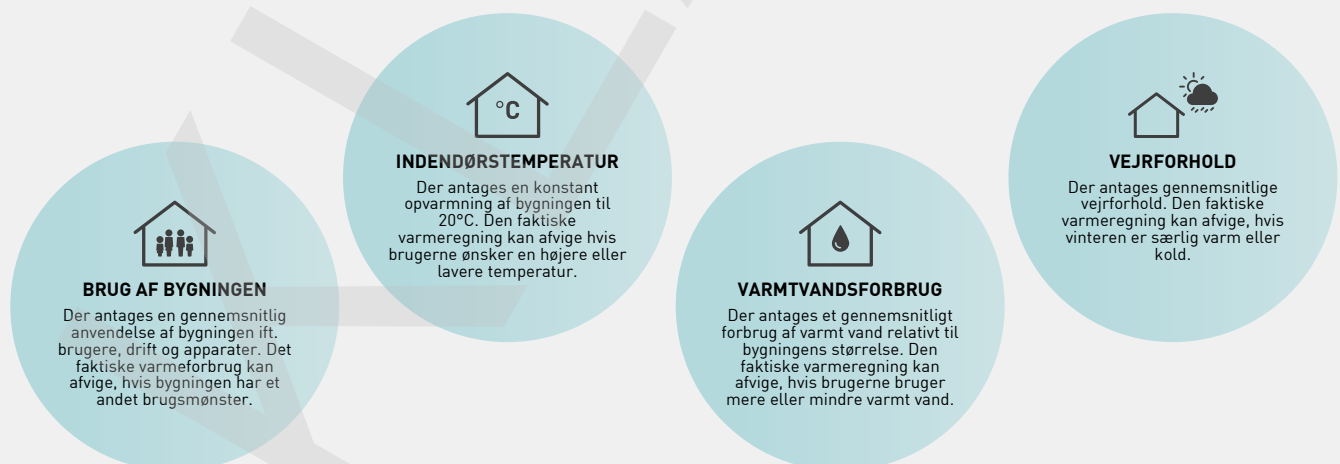 BRUG AF BYGNINGEN
Der antages en gennemsnitlig
anvendelse af bygningen ift.
brugere, drift og apparater. Det
faktiske varmeforbrug kan
afvige, hvis bygningen har et
andet brugsmønster.
°C
INDENDØRSTEMPERATUR
Der antages en konstant
opvarmning af bygningen til
20°C. Den faktiske
varmeregning kan afvige hvis
brugerne ønsker en højere eller
lavere temperatur.
VARMTVANDSFORBRUG
Der antages et gennemsnitligt
forbrug af varmt vand relativt til
bygningens størrelse. Den
faktiske varmeregning kan
afvige, hvis brugerne bruger
mere eller mindre varmt vand.
VEJRFORHOLD
Der antages gennemsnitlige
vejrforhold. Den faktiske
varmeregning kan afvige, hvis
vinteren er særlig varm eller
kold.